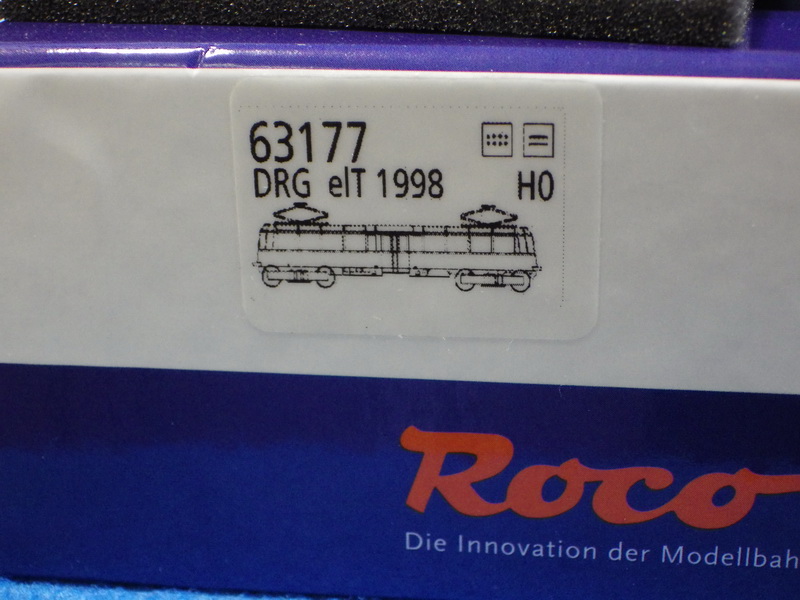 63177
DRG elT 1998 H0
Roco
Die Innovation der Modellbah